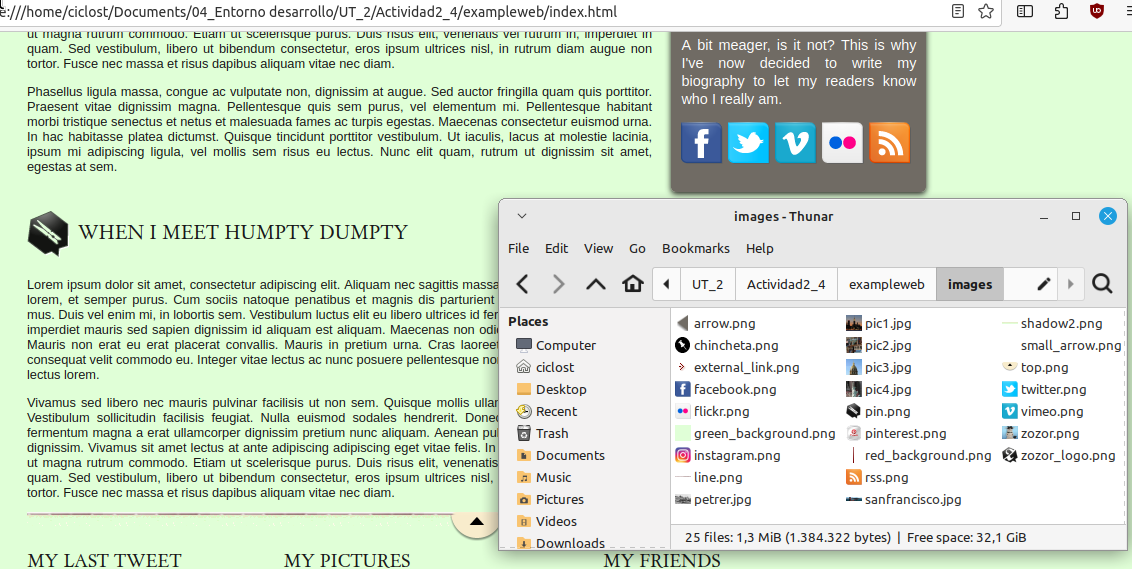 e:///home/ciclost/Documents/04_Entorno desarrollo/UT_2/Actividad2_4/exampleweb/index.html
ut magna rutrum commodo. Etiam ut scelerisque purus. Duis risus elit, venenatis vel rutrum in, imperdiet in
quam. Sed vestibulum, libero ut bibendum consectetur, eros ipsum ultrices nisl, in rutrum diam augue non
tortor. Fusce nec massa et risus dapibus aliquam vitae nec diam.
Phasellus ligula massa, congue ac vulputate non, dignissim at augue. Sed auctor fringilla quam quis porttitor.
Praesent vitae dignissim magna. Pellentesque quis sem purus, vel elementum mi. Pellentesque habitant
morbi tristique senectus et netus et malesuada fames ac turpis egestas. Maecenas consectetur euismod urna.
In hac habitasse platea dictumst. Quisque tincidunt porttitor vestibulum. Ut iaculis, lacus at molestie lacinia,
ipsum mi adipiscing ligula, vel mollis sem risus eu lectus. Nunc elit quam, rutrum ut dignissim sit amet,
egestas at sem.
A bit meager, is it not? This is why
I've now decided to write my
biography to let my readers know
who I really am.
WHEN I MEET HUMPTY DUMPTY
Lorem ipsum dolor sit amet, consectetur adipiscing elit. Aliquam nec sagittis massa
lorem, et semper purus. Cum sociis natoque penatibus et magnis dis parturient
mus. Duis vel enim mi, in lobortis sem. Vestibulum luctus elit eu libero ultrices id fer
imperdiet mauris sed sapien dignissim id aliquam est aliquam. Maecenas non odi
Mauris non erat eu erat placerat convallis. Mauris in pretium urna. Cras laoree
consequat velit commodo eu. Integer vitae lectus ac nunc posuere pellentesque no
lectus lorem.
Vivamus sed libero nec mauris pulvinar facilisis ut non sem. Quisque mollis ulla
Vestibulum sollicitudin facilisis feugiat. Nulla euismod sodales hendrerit. Donec
fermentum magna a erat ullamcorper dignissim pretium nunc aliquam. Aenean pu
dignissim. Vivamus sit amet lectus at ante adipiscing adipiscing eget vitae felis. In
ut magna rutrum commodo. Etiam ut scelerisque purus. Duis risus elit, venenatis
quam. Sed vestibulum, libero ut bibendum consectetur, eros ipsum ultrices nisl,
tortor. Fusce nec massa et risus dapibus aliquam vitae nec diam.
MY LAST TWEET
MY PICTURES
MY FRIENDS
images - Thunar
File Edit View Go Bookmarks Help
UT_2 Actividad2_4 exampleweb images
Places
Computer
ciclost
Desktop
Recent
Trash
Documents
Music
Pictures
Videos
Downloads
arrow.png
chincheta.png
external_link.png
facebook.png
flickr.png
green_background.png
instagram.png
line.png
petrer.jpg
pic1.jpg
pic2.jpg
pic3.jpg
pic4.jpg
pin.png
pinterest.png
red_background.png
rss.png
sanfrancisco.jpg
shadow2.png
small_arrow.png
top.png
twitter.png
vimeo.png
zozor.png
zozor_logo.png
25 files: 1,3 MiB (1.384.322 bytes) | Free space: 32,1 GiB